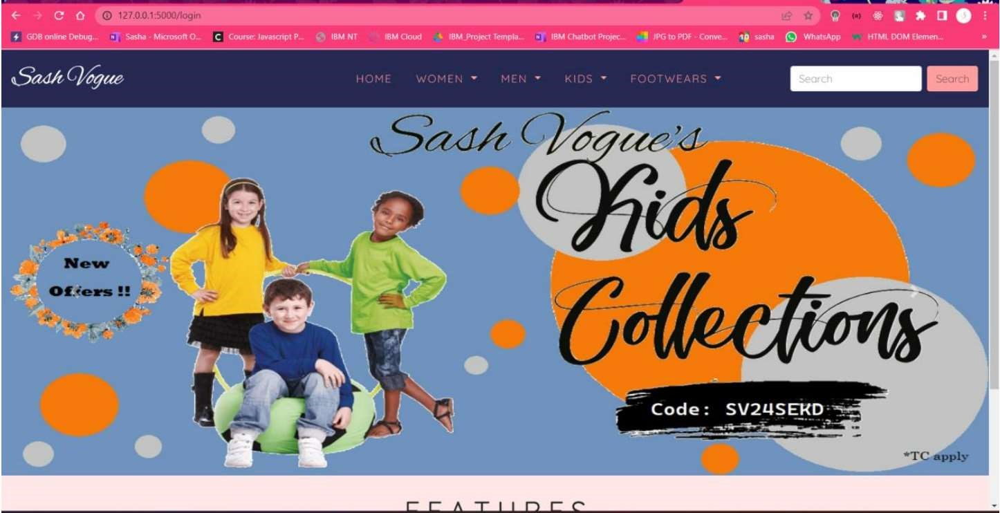 127.0.0.1:5000/login
GDB online Debug... Sasha - Microsoft O... Course: Javascript P... IBM NT IBM Cloud IBM_Project Templa... IBM Chatbot Projec... JPG to PDF - Conve... sasha WhatsApp HTML DOM Elemen... »
Sash Vogue HOME WOMEN MEN KIDS FOOTWEARS Search Search
Sash Vogue's
Kids
New
Offers !!
Collections
Code: SV24SEKD
*TC apply
FEATURES